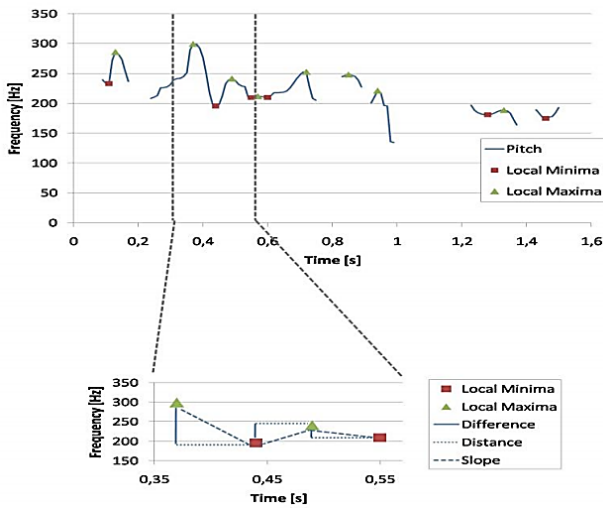 Frequency [Hz]
350
300
250
200
150
100
50
0
0
0,2
0,4
0,6
0,8
1
1,2
1,4
1,6
Time [s]
Pitch
Local Minima
Local Maxima
Frequency [Hz]
350
300
250
200
150
0,35
0,45
0,55
Time [s]
Local Minima
Local Maxima
Difference
Distance
Slope